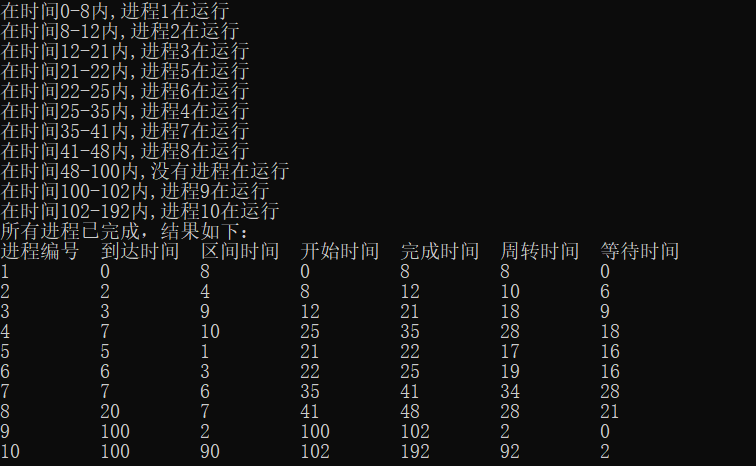 在时间0-8内,进程1在运行
在时间8-12内,进程2在运行
在时间12-21内,进程3在运行
在时间21-22内,进程5在运行
在时间22-25内,进程6在运行
在时间25-35内,进程4在运行
在时间35-41内,进程7在运行
在时间41-48内,进程8在运行
在时间48-100内,没有进程在运行
在时间100-102内,进程9在运行
在时间102-192内,进程10在运行
所有进程已完成，结果如下：
进程编号 到达时间 区间时间 开始时间 完成时间 周转时间 等待时间
1 0 8 0 8 8 0
2 2 4 8 12 10 6
3 3 9 12 21 18 9
4 7 10 25 35 28 18
5 5 1 21 22 17 16
6 6 3 22 25 19 16
7 7 6 35 41 34 28
8 20 7 41 48 28 21
9 100 2 100 102 2 0
10 100 90 102 192 92 2